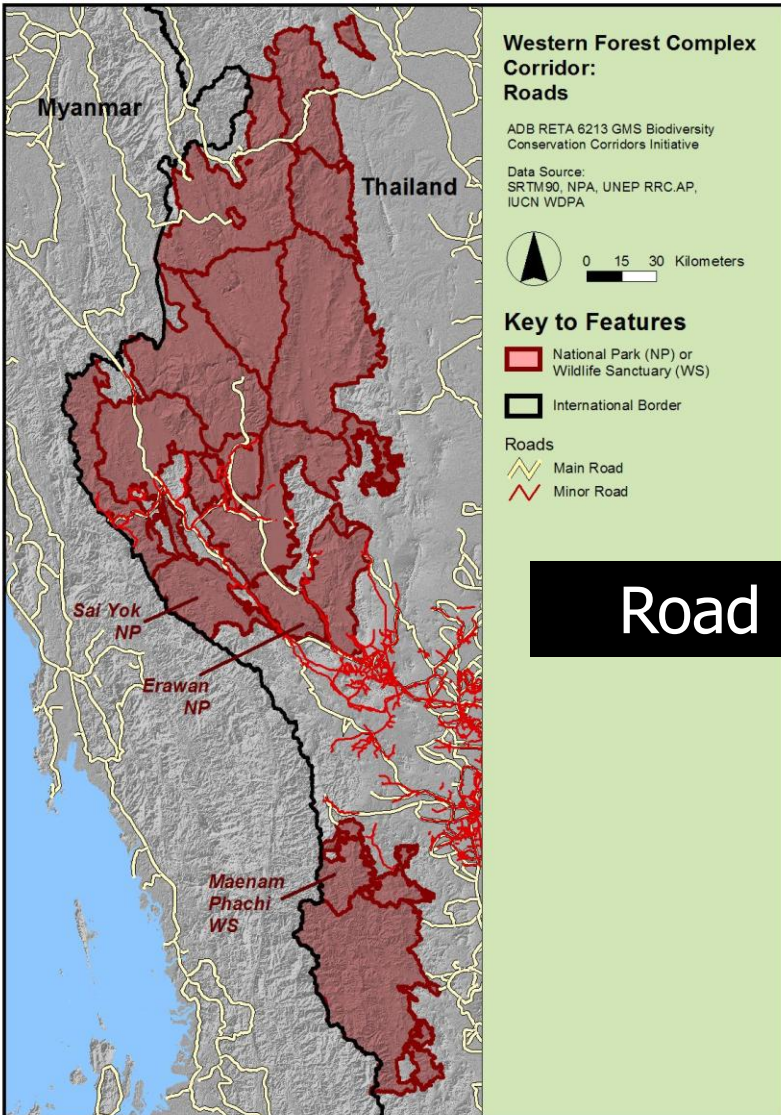 Western Forest Complex
Corridor:
Roads
ADB RETA 6213 GMS Biodiversity
Conservation Corridors Initiative
Data Source:
SRTM90, NPA, UNEP RRC.AP,
IUCN WDPA
0 15 30 Kilometers
Key to Features
National Park (NP) or
Wildlife Sanctuary (WS)
International Border
Roads
Main Road
Minor Road
Road
Myanmar
Thailand
Sai Yok
NP
Erawan
NP
Maenam
Phachi
WS